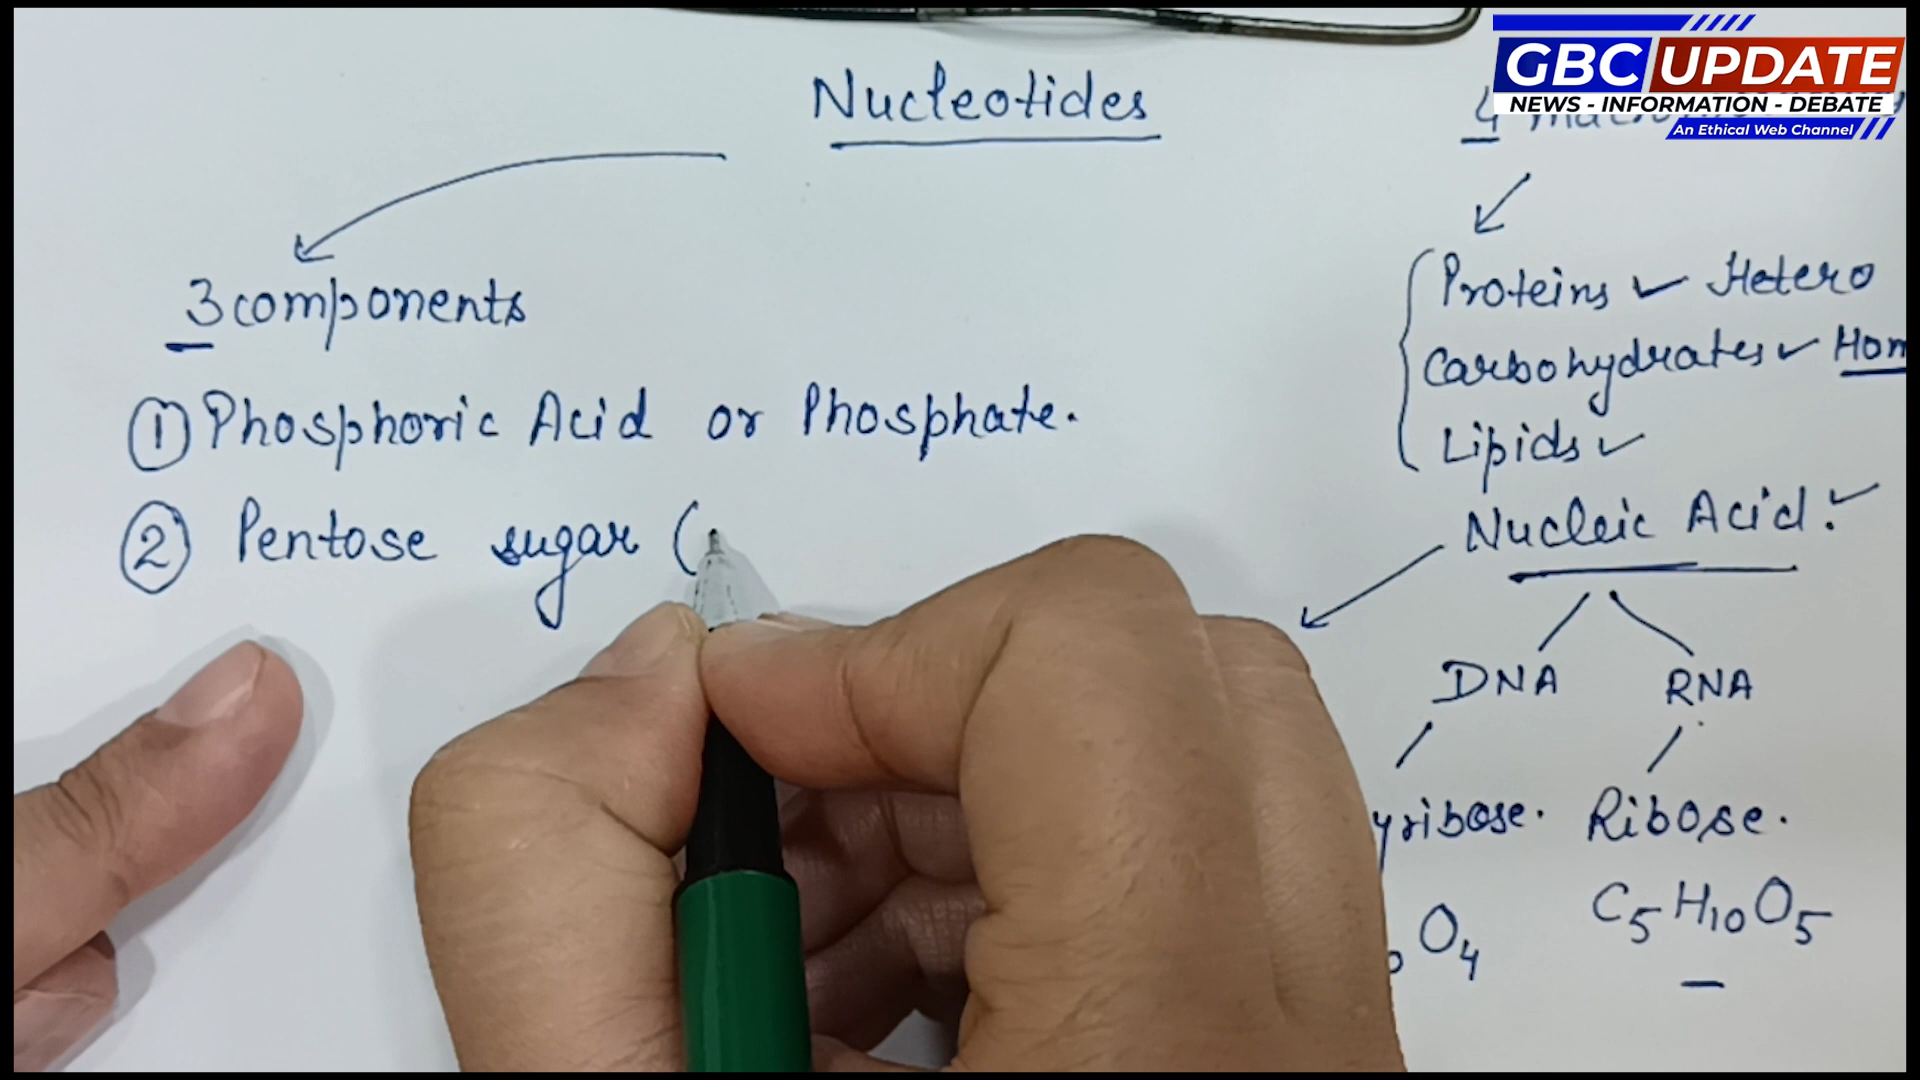 GBC UPDATE
NEWS - INFORMATION - DEBATE
An Ethical Web Channel
Nucleotides
4
3 components
① Phosphoric Acid or Phosphate.
② Pentose sugar (
Proteins ✓ Hetero
Carbohydrates ✓ Hom
Lipids ✓
Nucleic Acid. ✓
DNA RNA
yribose. Ribose.
O4 C5H10O5